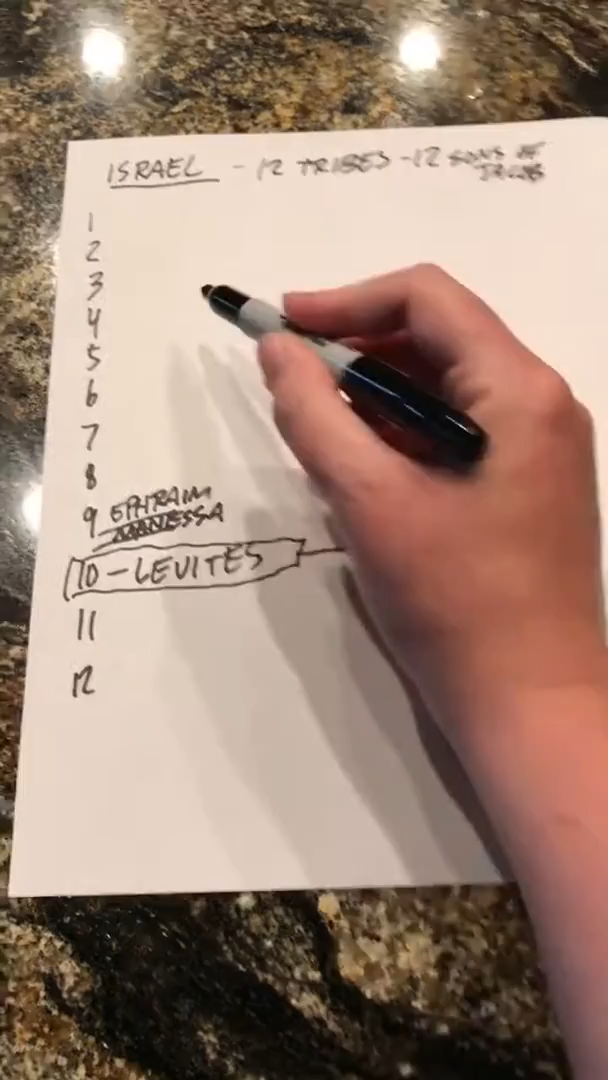 ISRAEL - 12 TRIBES - 12 SONS OF
JACOB
1
2
3
4
5
6
7
8
EPHRAIM
9 MANESSA
10 - LEVITES
11
12